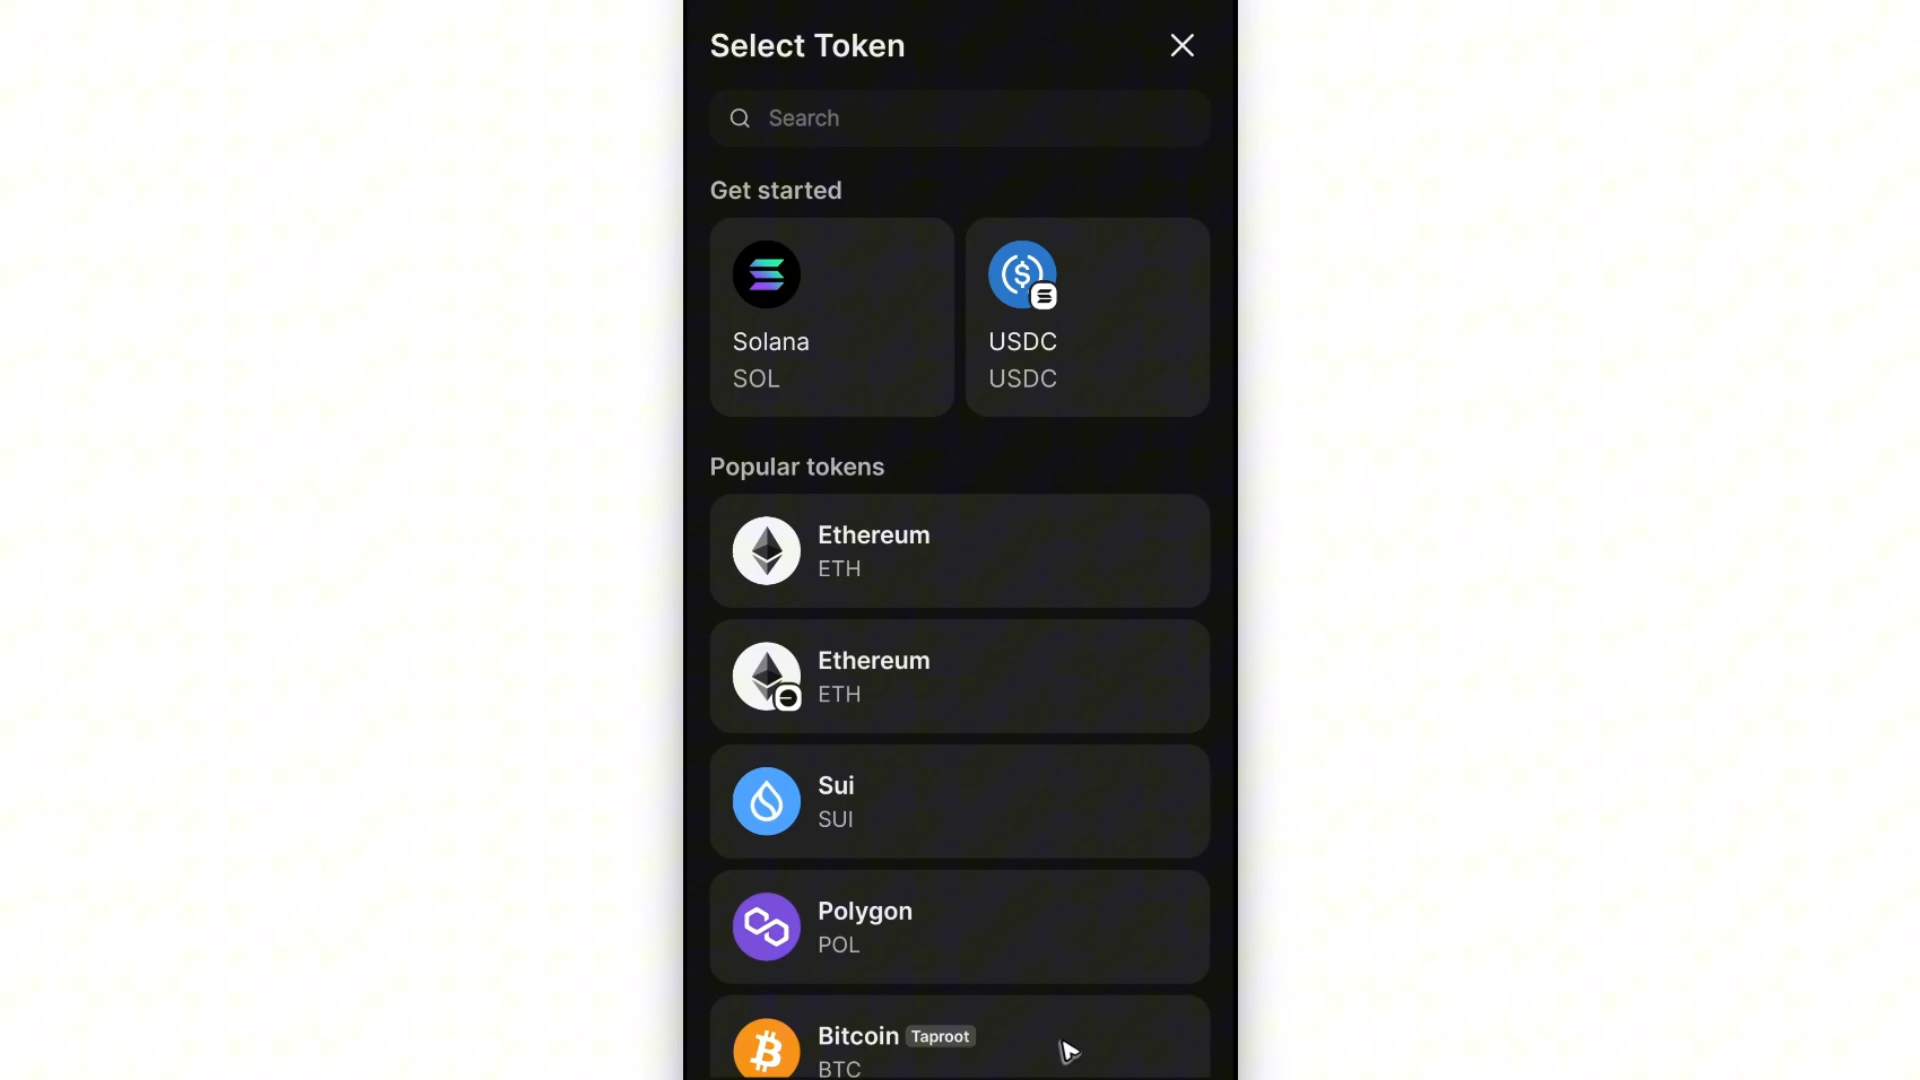 Select Token
Search
Get started
Solana
SOL
USDC
USDC
Popular tokens
Ethereum
ETH
Ethereum
ETH
Sui
SUI
Polygon
POL
Bitcoin Taproot
BTC